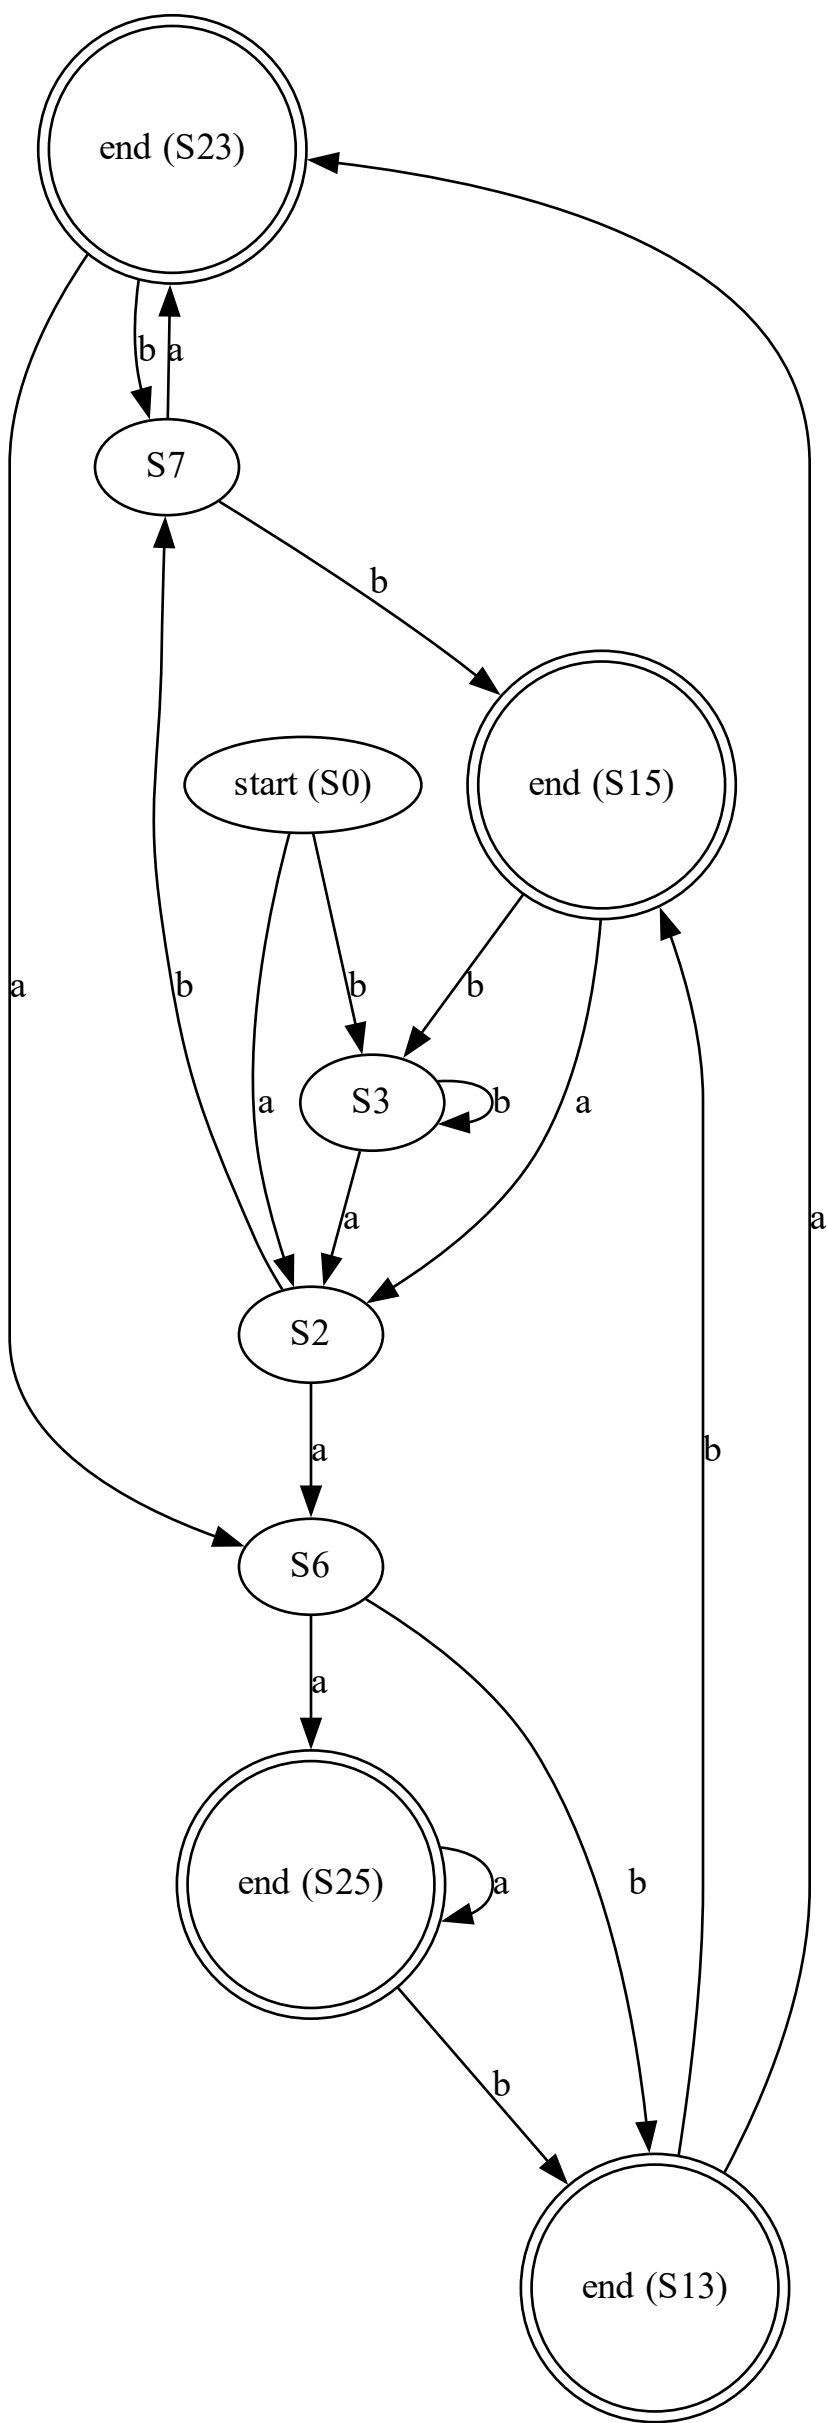 end (S23)
b
a
S7
b
start (S0)
end (S15)
a
b
b
b
S3
b
a
a
a
a
S2
a
b
S6
a
end (S25)
a
b
b
end (S13)